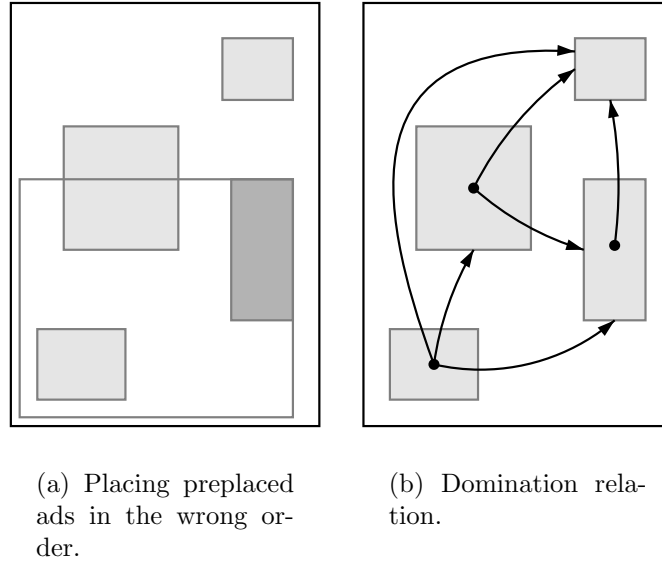 (a) Placing preplaced
ads in the wrong or-
der.
(b) Domination rela-
tion.